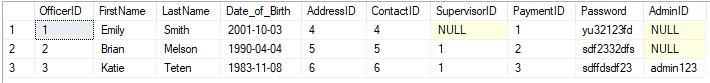 OfficerID FirstName LastName Date_of_Birth AddressID ContactID SupervisorID PaymentID Password AdminID
1 1 Emily Smith 2001-10-03 4 4 NULL 1 yu32123fd NULL
2 2 Brian Melson 1990-04-04 5 5 1 2 sdf2332dfs NULL
3 3 Katie Teten 1983-11-08 6 6 1 3 sdffdsdf23 admin123